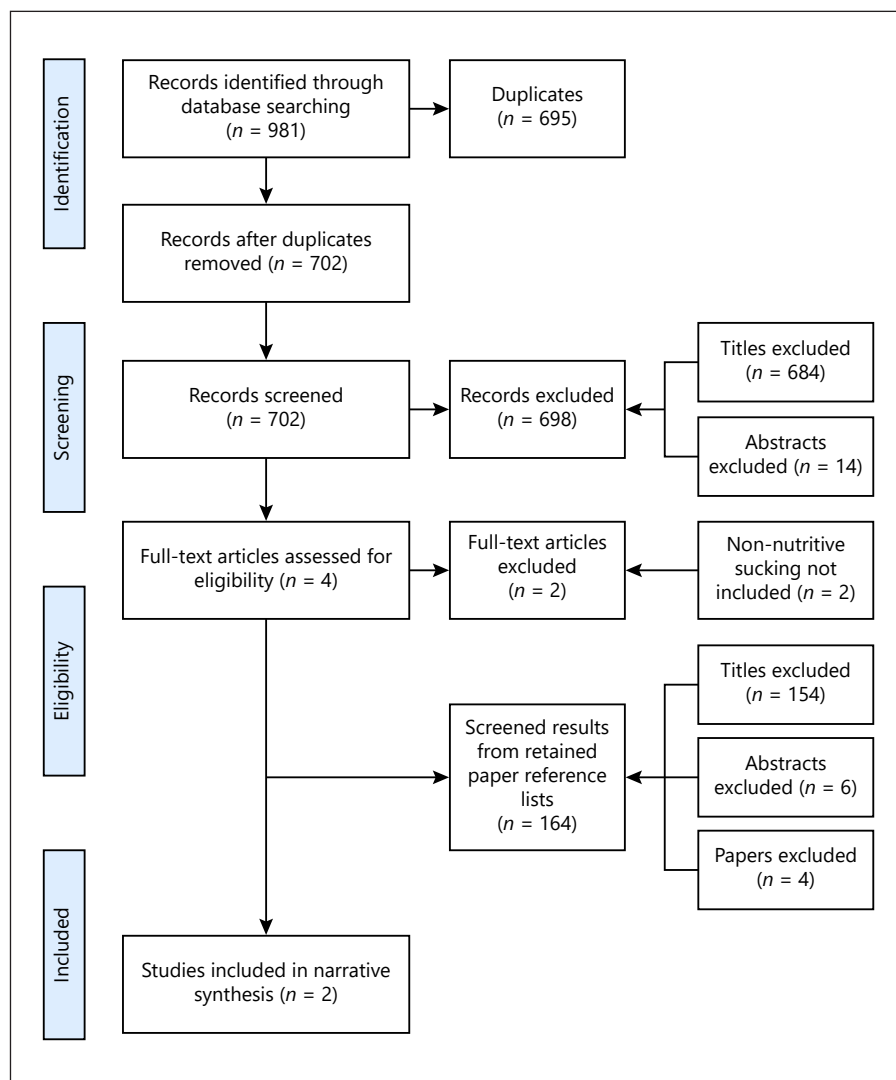 Identification
Records identified through
database searching
(n = 981)
Duplicates
(n = 695)
Records after duplicates
removed (n = 702)
Screening
Records screened
(n = 702)
Records excluded
(n = 698)
Titles excluded
(n = 684)
Abstracts
excluded (n = 14)
Eligibility
Full-text articles assessed for
eligibility (n = 4)
Full-text articles
excluded
(n = 2)
Non-nutritive
sucking not
included (n = 2)
Screened results
from retained
paper reference
lists
(n = 164)
Titles excluded
(n = 154)
Abstracts
excluded (n = 6)
Papers excluded
(n = 4)
Included
Studies included in narrative
synthesis (n = 2)